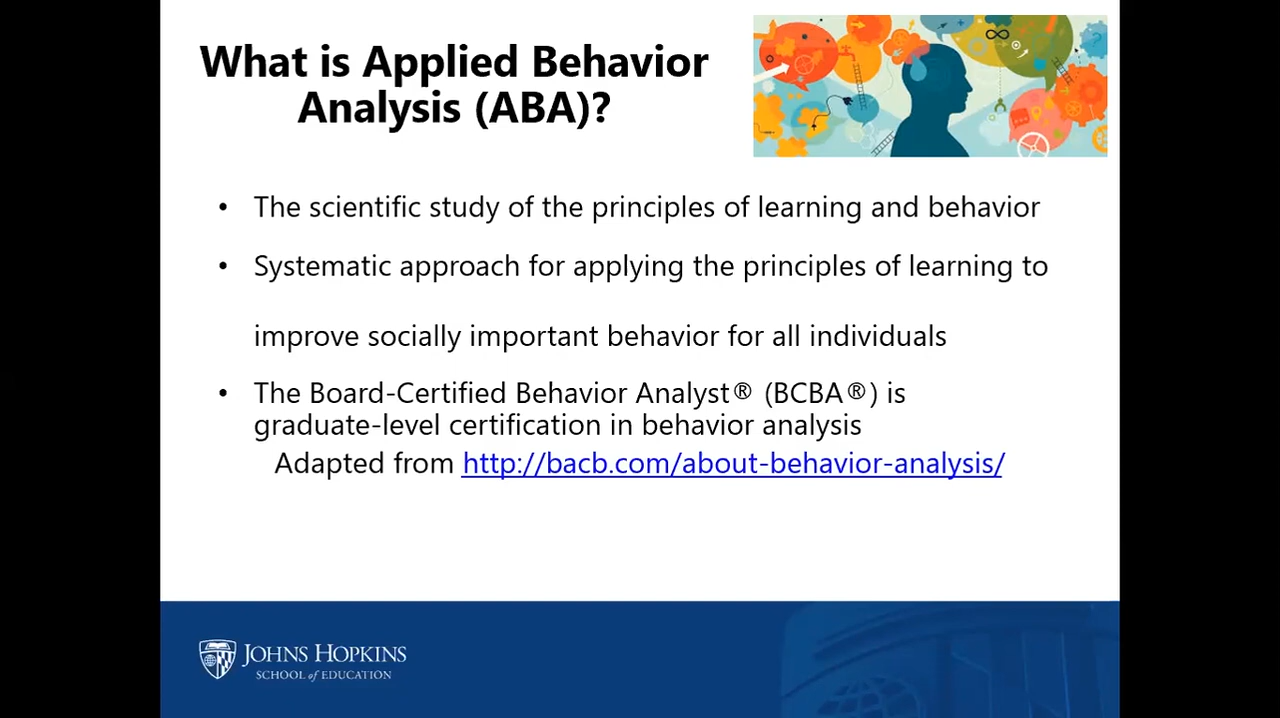 What is Applied Behavior
Analysis (ABA)?
• The scientific study of the principles of learning and behavior
• Systematic approach for applying the principles of learning to
improve socially important behavior for all individuals
• The Board-Certified Behavior Analyst® (BCBA®) is
graduate-level certification in behavior analysis
Adapted from http://bacb.com/about-behavior-analysis/
JOHNS HOPKINS
SCHOOL of EDUCATION